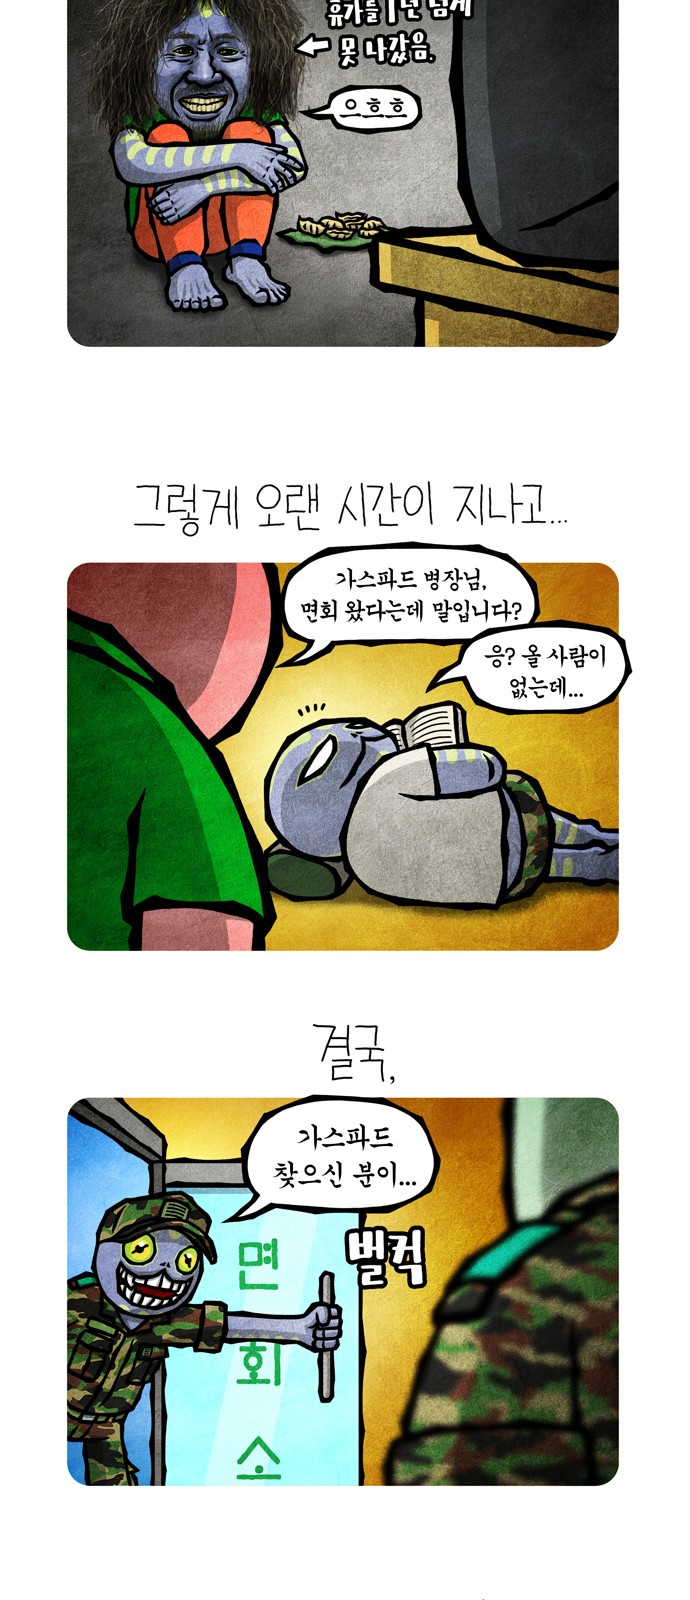 휴가를 1년 넘게
못 나갔음.
으 흐 흐
그렇게 오랜 시간이 지나고...
가스파드 병장님,
면회 왔다는데 말입니다?
응? 올 사람이
없는데...
결국,
가스파드
찾으신 분이...
벌컥
면
회
소